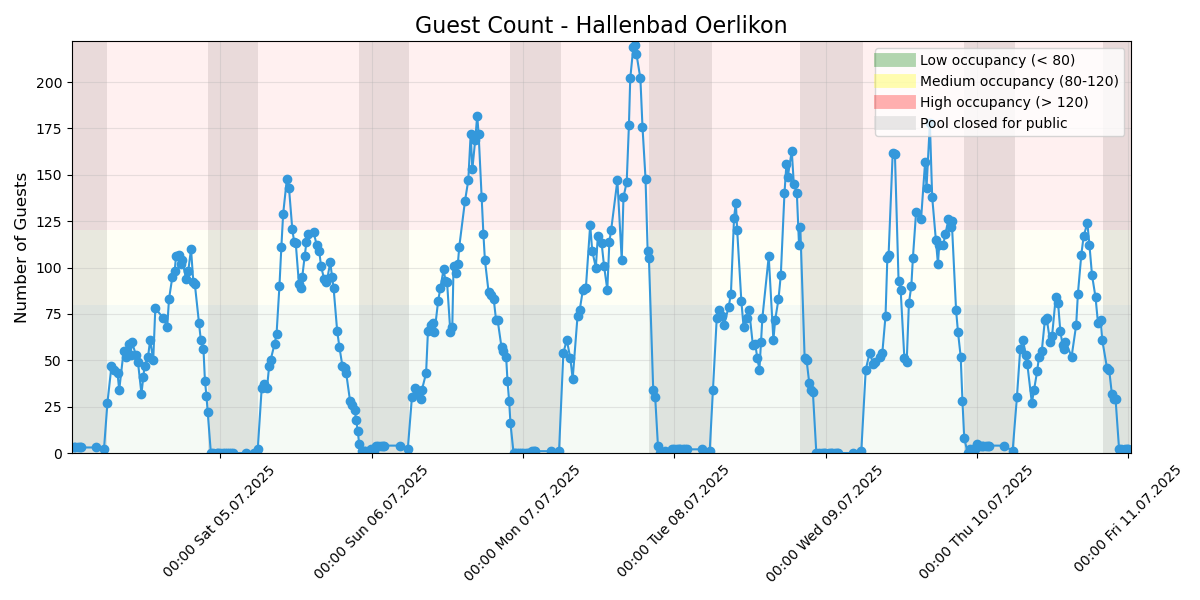 Guest Count - Hallenbad Oerlikon
Number of Guests
200
175
150
125
100
75
50
25
0
Low occupancy (< 80)
Medium occupancy (80-120)
High occupancy (> 120)
Pool closed for public
00:00 Sat 05.07.2025
00:00 Sun 06.07.2025
00:00 Mon 07.07.2025
00:00 Tue 08.07.2025
00:00 Wed 09.07.2025
00:00 Thu 10.07.2025
00:00 Fri 11.07.2025